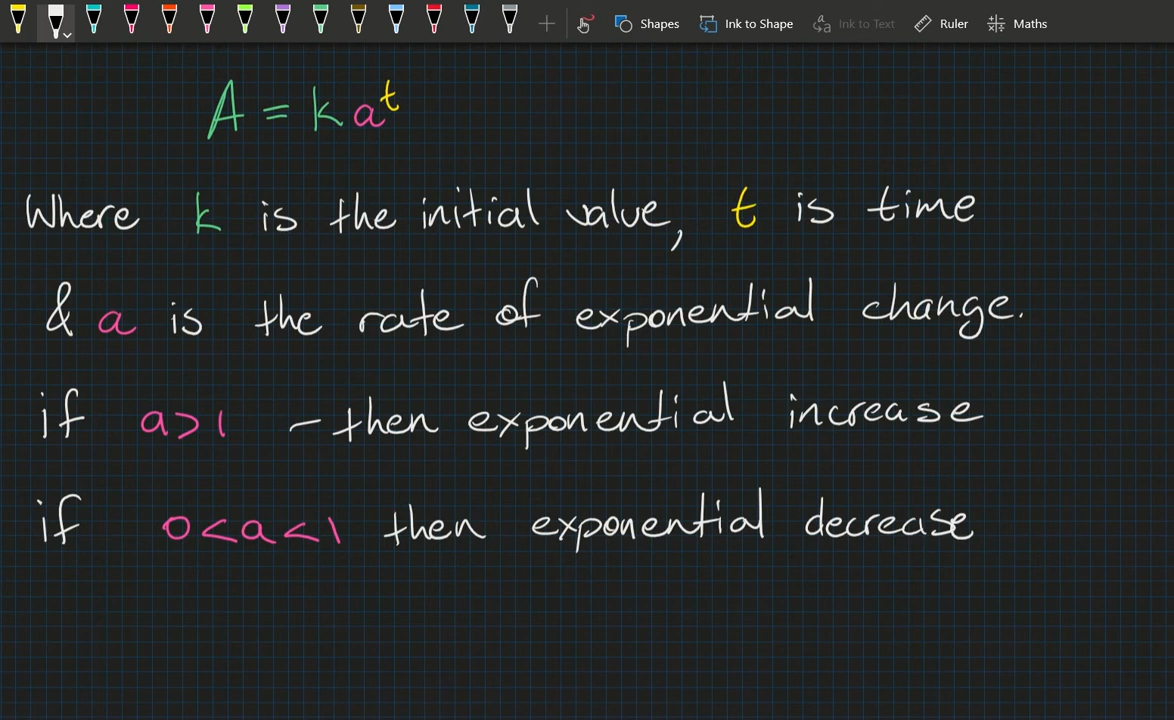 Shapes Ink to Shape Ink to Text Ruler Maths
A = k a^t
Where k is the initial value, t is time
& a is the rate of exponential change.
if a>1 - then exponential increase
if 0<a<1 then exponential decrease